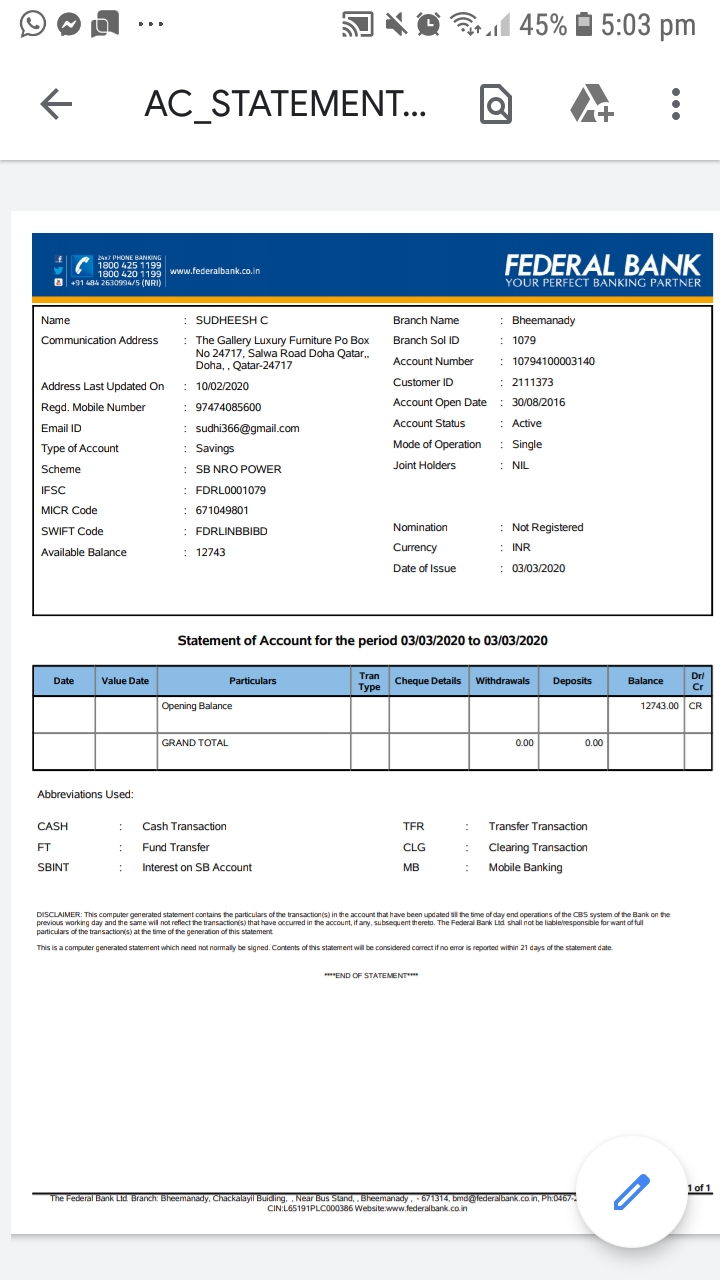 45% 5:03 pm
AC_STATEMENT...
24x7 PHONE BANKING
1800 425 1199
1800 420 1199
+91 484 2630994/5 (NRI)
www.federalbank.co.in
FEDERAL BANK
YOUR PERFECT BANKING PARTNER
Name : SUDHEESH C
Communication Address : The Gallery Luxury Furniture Po Box
No 24717, Salwa Road Doha Qatar,,
Doha, , Qatar-24717
Address Last Updated On : 10/02/2020
Regd. Mobile Number : 97474085600
Email ID : sudhi366@gmail.com
Type of Account : Savings
Scheme : SB NRO POWER
IFSC : FDRL0001079
MICR Code : 671049801
SWIFT Code : FDRLINBBIBD
Available Balance : 12743
Branch Name : Bheemanady
Branch Sol ID : 1079
Account Number : 10794100003140
Customer ID : 2111373
Account Open Date : 30/08/2016
Account Status : Active
Mode of Operation : Single
Joint Holders : NIL
Nomination : Not Registered
Currency : INR
Date of Issue : 03/03/2020
Statement of Account for the period 03/03/2020 to 03/03/2020
Date Value Date Particulars Tran Type Cheque Details Withdrawals Deposits Balance Dr/ Cr
Opening Balance 12743.00 CR
GRAND TOTAL 0.00 0.00
Abbreviations Used:
CASH : Cash Transaction TFR : Transfer Transaction
FT : Fund Transfer CLG : Clearing Transaction
SBINT : Interest on SB Account MB : Mobile Banking
DISCLAIMER: This computer generated statement contains the particulars of the transaction(s) in the account that have been updated till the time of day end operations of the CBS system of the Bank on the
previous working day and the same will not reflect the transaction(s) that have occurred in the account, if any, subsequent thereto. The Federal Bank Ltd. shall not be liable/responsible for want of full
particulars of the transaction(s) at the time of the generation of this statement.
This is a computer generated statement which need not normally be signed. Contents of this statement will be considered correct if no error is reported within 21 days of the statement date.
****END OF STATEMENT****
1 of 1
The Federal Bank Ltd. Branch: Bheemanady, Chackalayil Buidling, , Near Bus Stand, , Bheemanady , - 671314, bmd@federalbank.co.in, Ph:0467-
CIN:L65191PLC000386 Website:www.federalbank.co.in